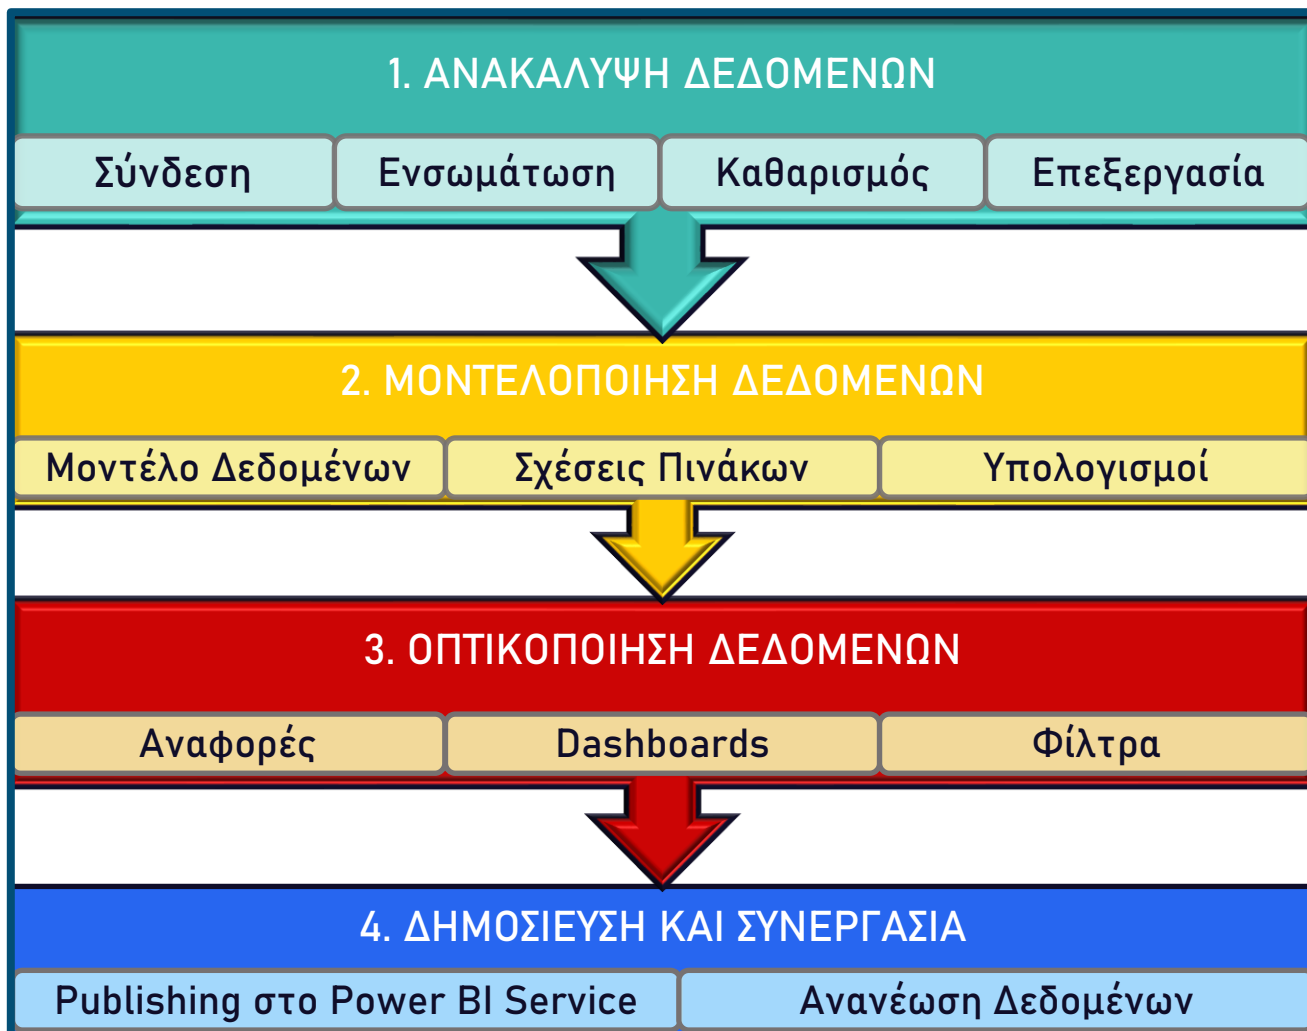 1. ΑΝΑΚΑΛΥΨΗ ΔΕΔΟΜΕΝΩΝ
Σύνδεση Ενσωμάτωση Καθαρισμός Επεξεργασία
2. ΜΟΝΤΕΛΟΠΟΙΗΣΗ ΔΕΔΟΜΕΝΩΝ
Μοντέλο Δεδομένων Σχέσεις Πινάκων Υπολογισμοί
3. ΟΠΤΙΚΟΠΟΙΗΣΗ ΔΕΔΟΜΕΝΩΝ
Αναφορές Dashboards Φίλτρα
4. ΔΗΜΟΣΙΕΥΣΗ ΚΑΙ ΣΥΝΕΡΓΑΣΙΑ
Publishing στο Power BI Service Ανανέωση Δεδομένων